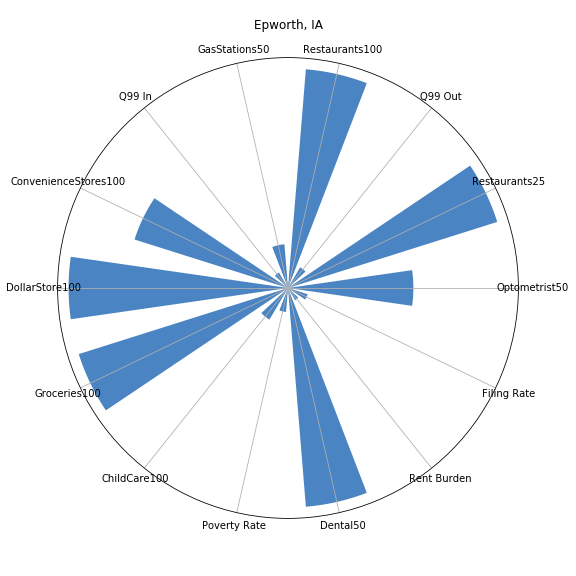 Epworth, IA
GasStations50
Restaurants100
Q99 In
Q99 Out
ConvenienceStores100
Restaurants25
DollarStore100
Optometrist50
Groceries100
Filing Rate
ChildCare100
Rent Burden
Poverty Rate
Dental50